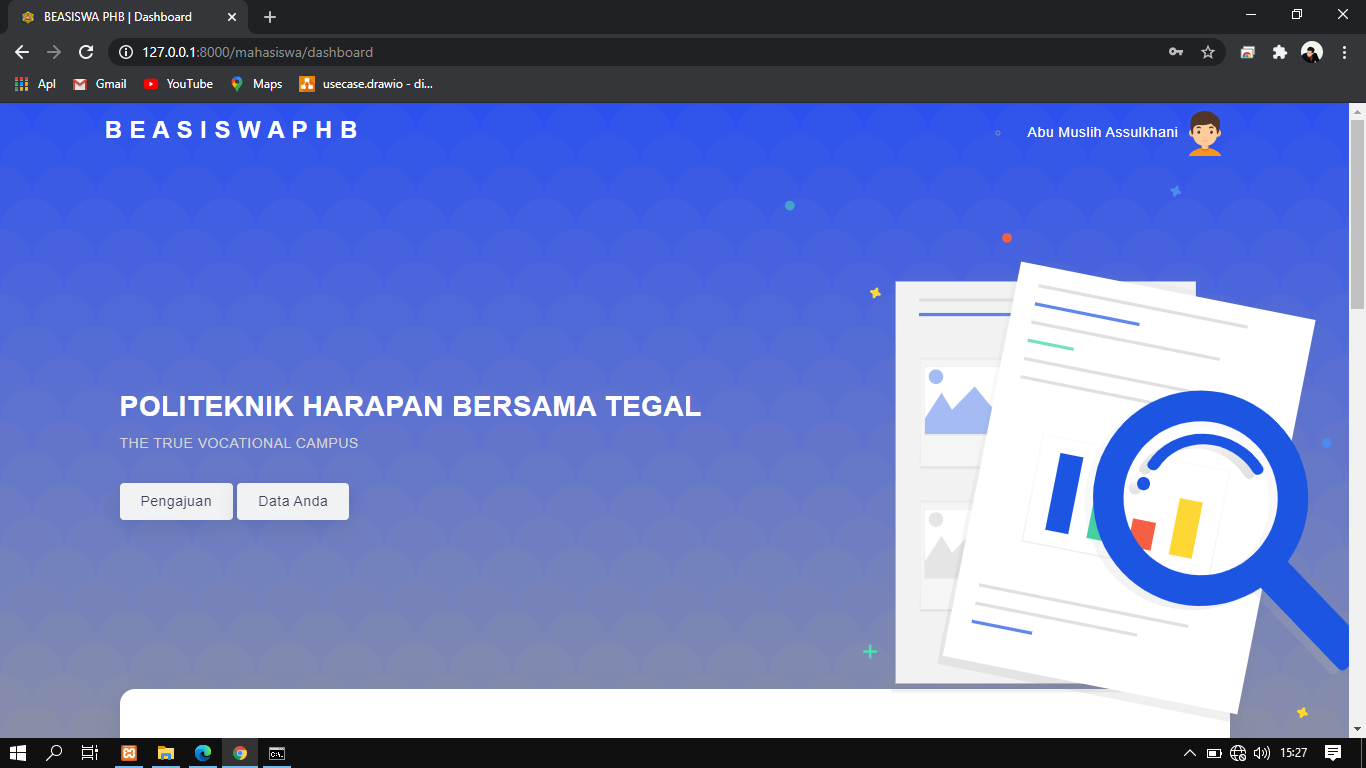 BEASISWA PHB | Dashboard
127.0.0.1:8000/mahasiswa/dashboard
Apl Gmail YouTube Maps usecase.drawio - di...
BEASISWAPHB
Abu Muslih Assulkhani
POLITEKNIK HARAPAN BERSAMA TEGAL
THE TRUE VOCATIONAL CAMPUS
Pengajuan Data Anda
15:27